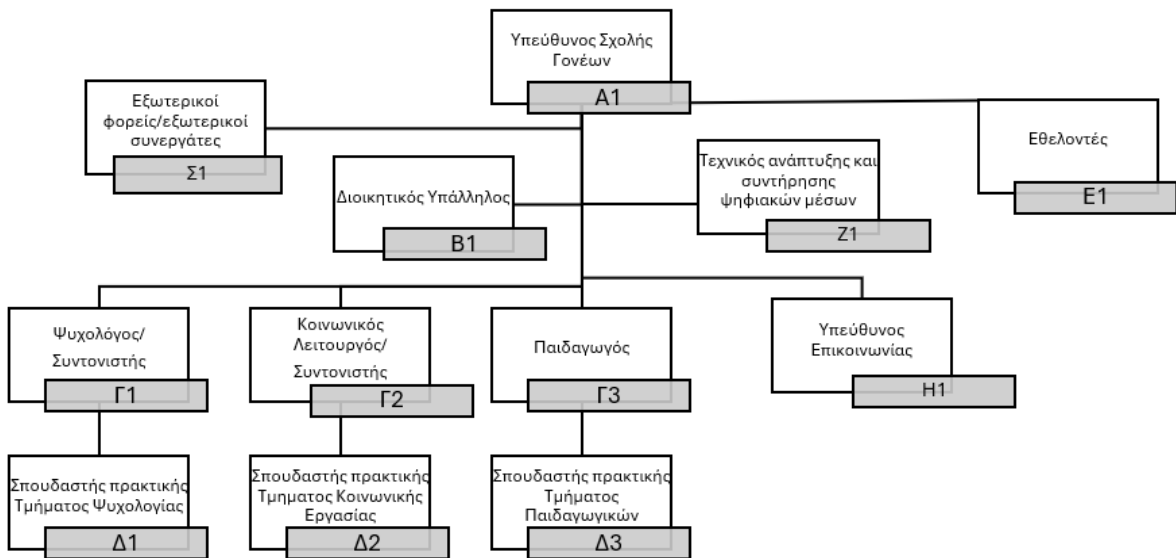 Υπεύθυνος Σχολής
Γονέων
Α1
Εξωτερικοί
φορείς/εξωτερικοί
συνεργάτες
Σ1
Εθελοντές
Ε1
Διοικητικός Υπάλληλος
Β1
Τεχνικός ανάπτυξης και
συντήρησης
ψηφιακών μέσων
Ζ1
Ψυχολόγος/
Συντονιστής
Γ1
Κοινωνικός
Λειτουργός/
Συντονιστής
Γ2
Παιδαγωγός
Γ3
Υπεύθυνος
Επικοινωνίας
Η1
Σπουδαστής πρακτικής
Τμήματος Ψυχολογίας
Δ1
Σπουδαστής πρακτικής
Τμηματος Κοινωνικής
Εργασίας
Δ2
Σπουδαστής πρακτικής
Τμήματος
Παιδαγωγικών
Δ3